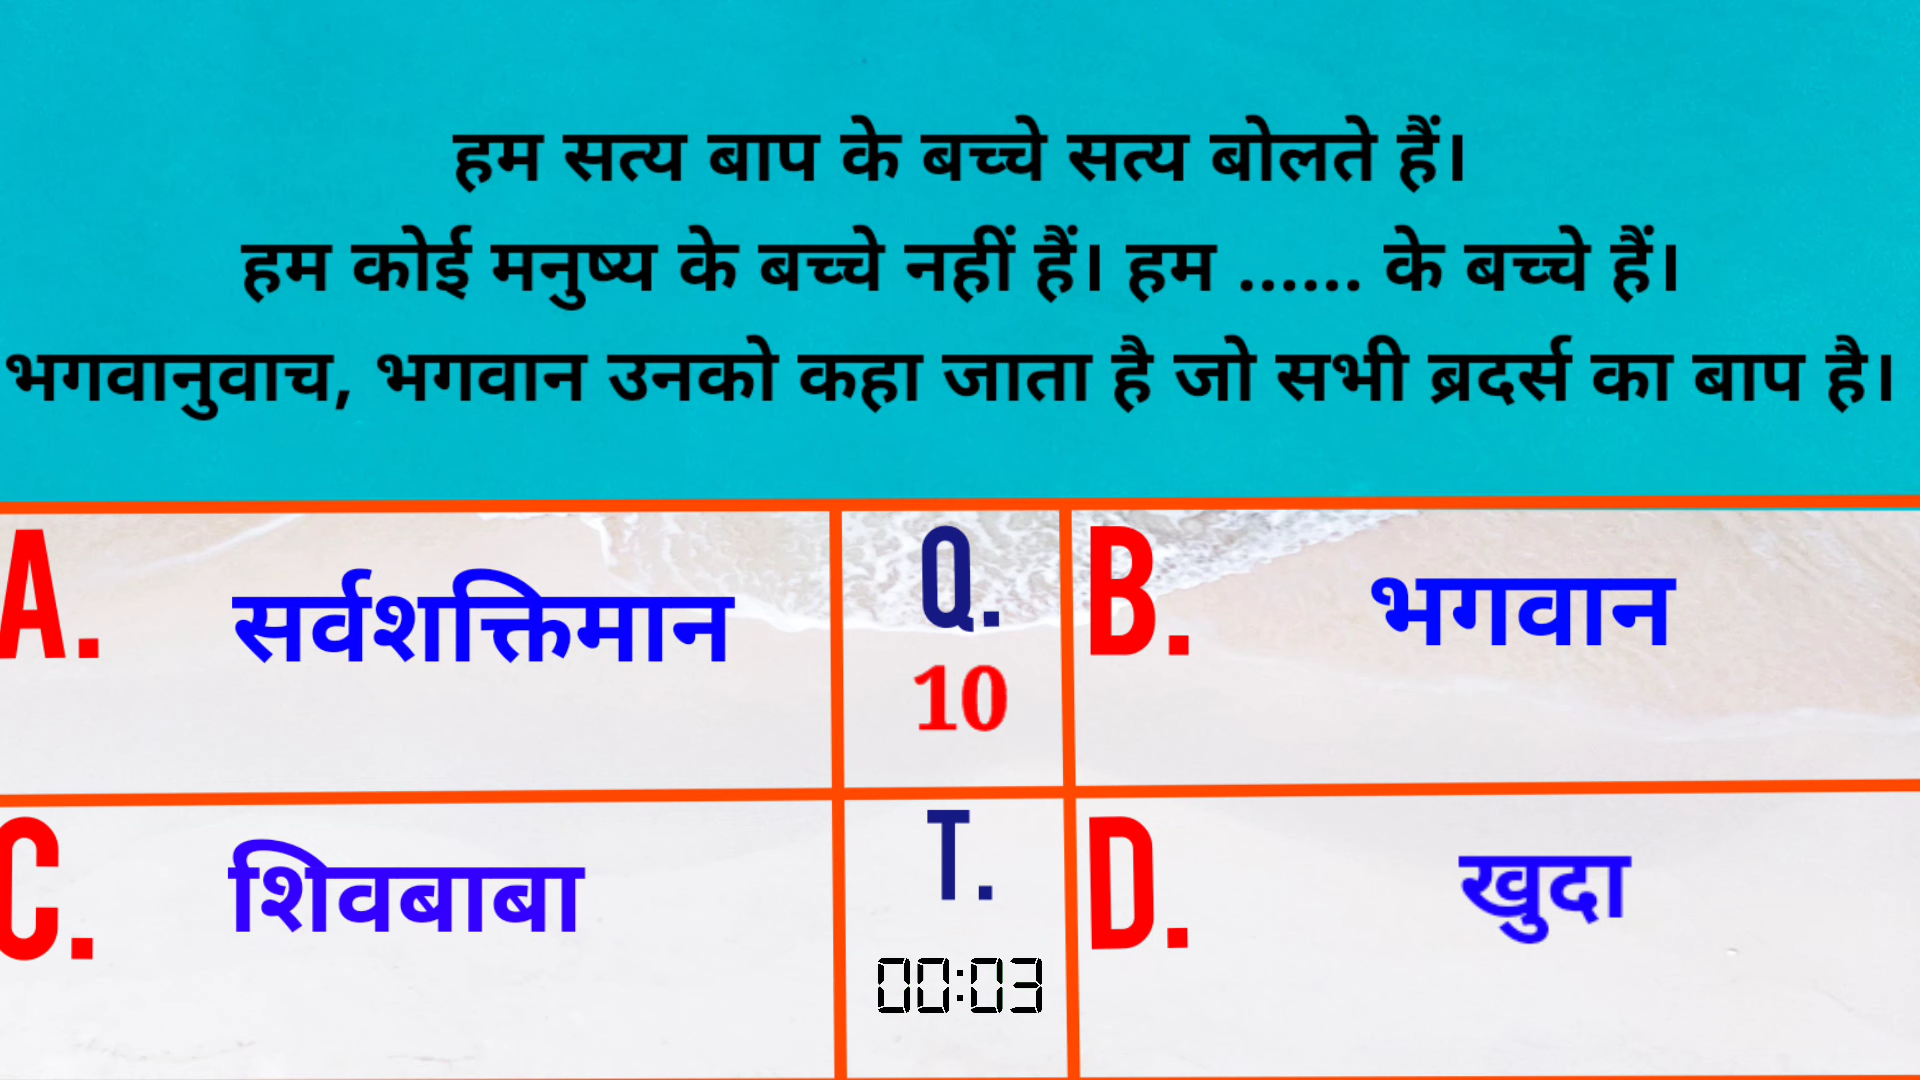 हम सत्य बाप के बच्चे सत्य बोलते हैं।
हम कोई मनुष्य के बच्चे नहीं हैं। हम ...... के बच्चे हैं।
भगवानुवाच, भगवान उनको कहा जाता है जो सभी ब्रदर्स का बाप है।
A. सर्वशक्तिमान
Q.
10
B. भगवान
C. शिवबाबा
T.
00:03
D. खुदा